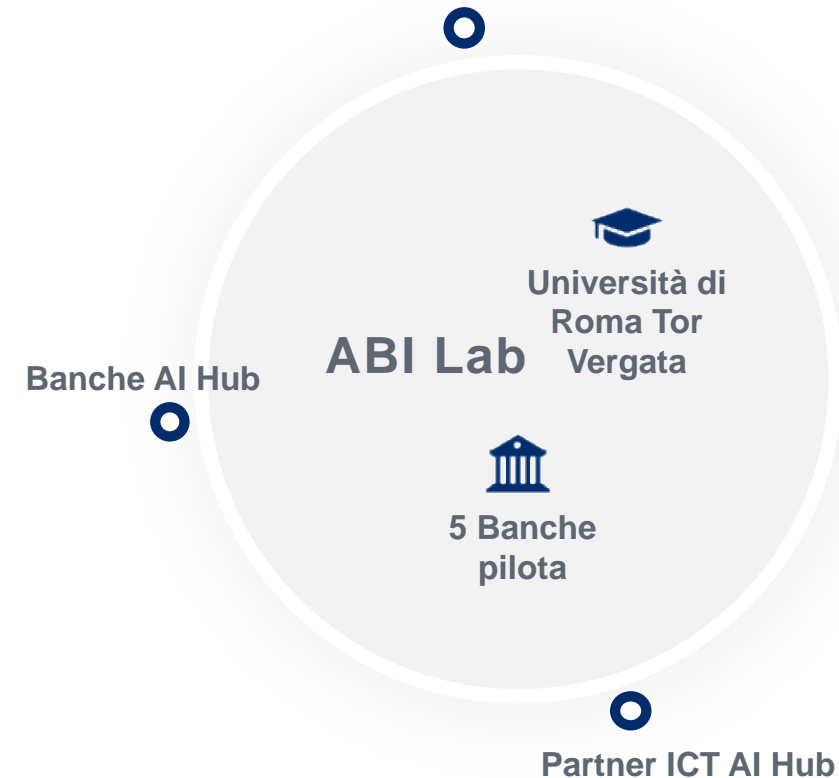 Università di
Roma Tor
Vergata
ABI Lab
Banche AI Hub
5 Banche
pilota
Partner ICT AI Hub